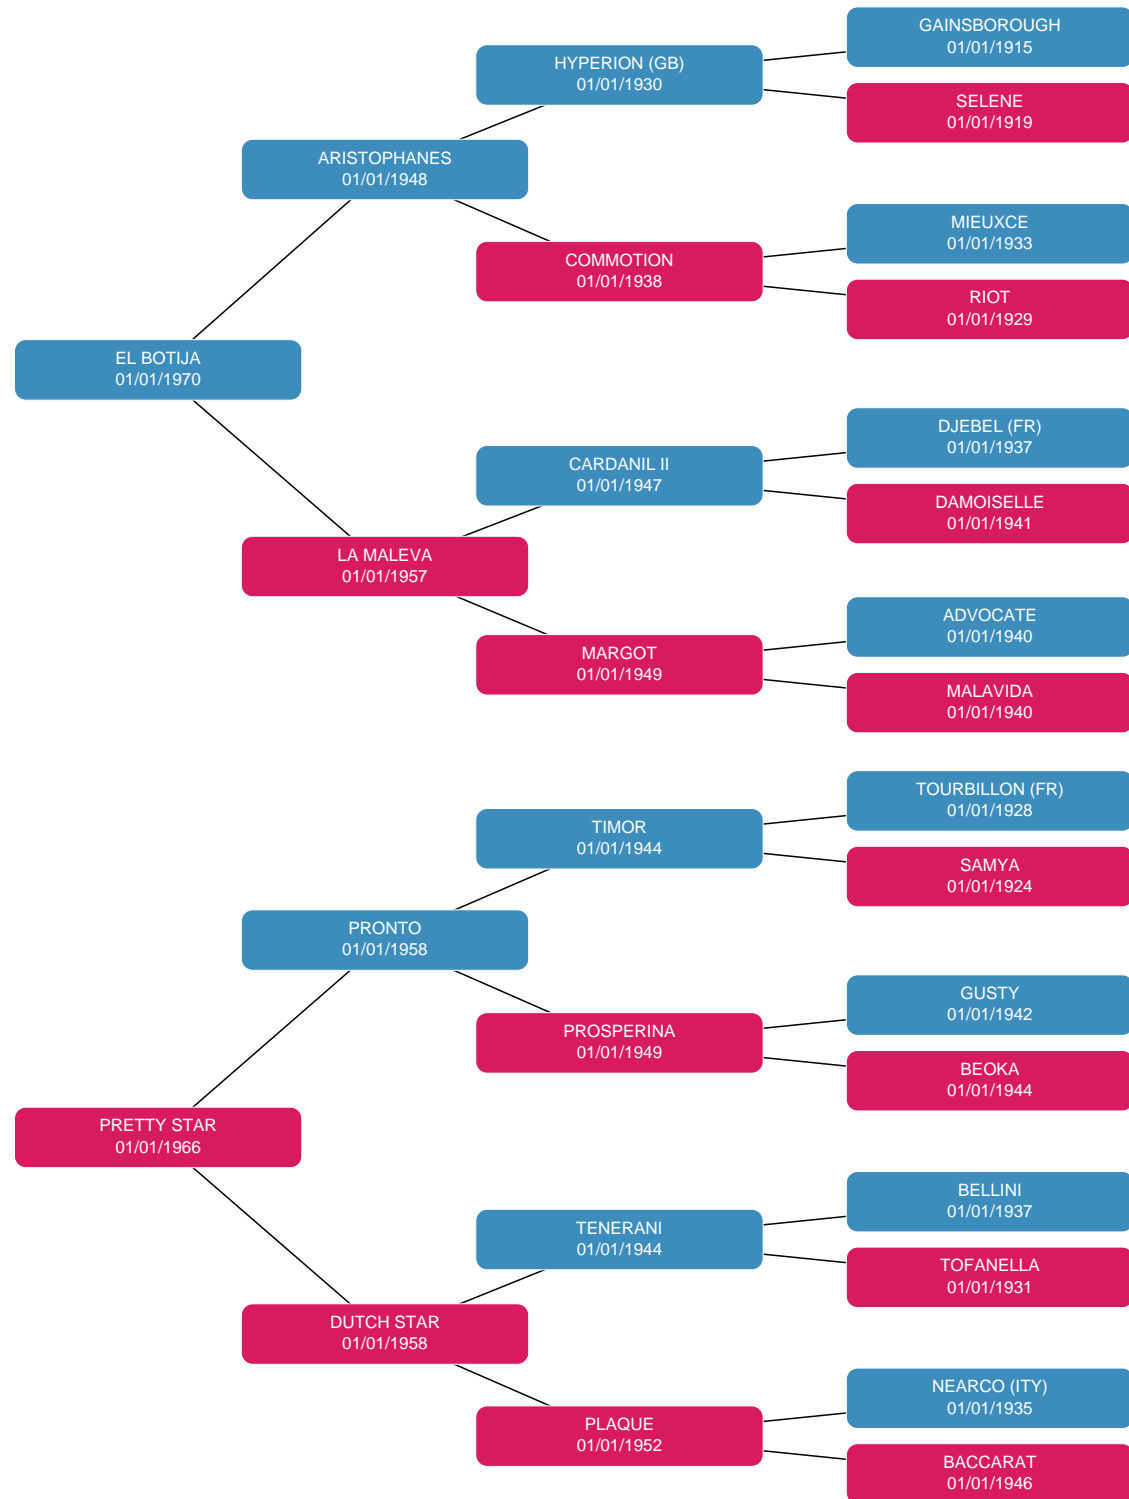 GAINSBOROUGH
01/01/1915
HYPERION (GB)
01/01/1930
SELENE
01/01/1919
ARISTOPHANES
01/01/1948
MIEUXCE
01/01/1933
COMMOTION
01/01/1938
RIOT
01/01/1929
EL BOTIJA
01/01/1970
DJEBEL (FR)
01/01/1937
CARDANIL II
01/01/1947
DAMOISELLE
01/01/1941
LA MALEVA
01/01/1957
ADVOCATE
01/01/1940
MARGOT
01/01/1949
MALAVIDA
01/01/1940
TOURBILLON (FR)
01/01/1928
TIMOR
01/01/1944
SAMYA
01/01/1924
PRONTO
01/01/1958
GUSTY
01/01/1942
PROSPERINA
01/01/1949
BEOKA
01/01/1944
PRETTY STAR
01/01/1966
BELLINI
01/01/1937
TENERANI
01/01/1944
TOFANELLA
01/01/1931
DUTCH STAR
01/01/1958
NEARCO (ITY)
01/01/1935
PLAQUE
01/01/1952
BACCARAT
01/01/1946